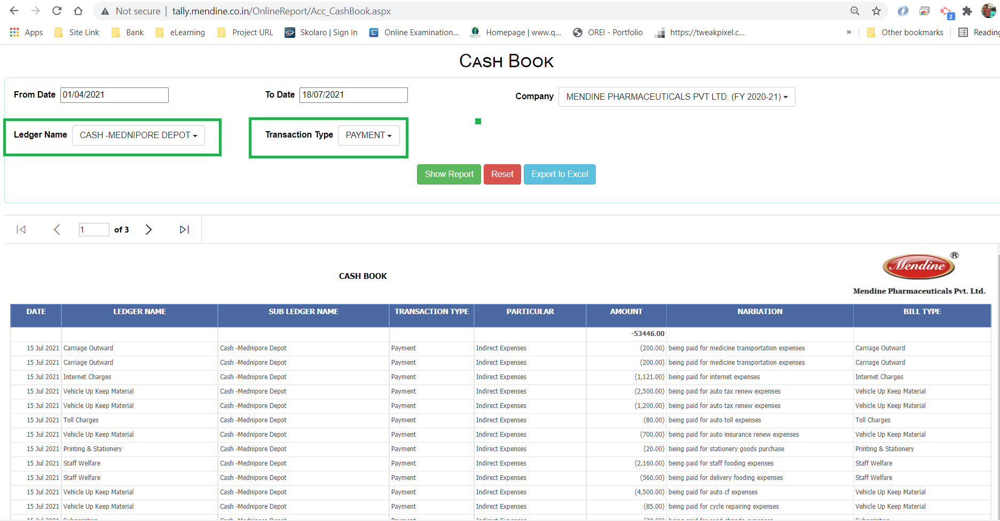 Not secure | tally.mendine.co.in/OnlineReport/Acc_CashBook.aspx
2
Apps Site Link Bank eLearning Project URL Skolaro | Sign In Online Examination... Homepage | www.q... OREI - Portfolio https://tweakpixel.c... » Other bookmarks Reading
CASH BOOK
From Date 01/04/2021 To Date 18/07/2021 Company MENDINE PHARMACEUTICALS PVT LTD. (FY 2020-21)
Ledger Name CASH -MEDNIPORE DEPOT Transaction Type PAYMENT
Show Report Reset Export to Excel
1 of 3
Mendine ®
CASH BOOK
Mendine Pharmaceuticals Pvt. Ltd.
DATE LEDGER NAME SUB LEDGER NAME TRANSACTION TYPE PARTICULAR AMOUNT NARRATION BILL TYPE
-53446.00
15 Jul 2021 Carriage Outward Cash -Mednipore Depot Payment Indirect Expenses (200.00) being paid for medicine transportation expenses Carriage Outward
15 Jul 2021 Carriage Outward Cash -Mednipore Depot Payment Indirect Expenses (200.00) being paid for medicine transportation expenses Carriage Outward
15 Jul 2021 Internet Charges Cash -Mednipore Depot Payment Indirect Expenses (1,121.00) being paid for internet expenses Internet Charges
15 Jul 2021 Vehicle Up Keep Material Cash -Mednipore Depot Payment Indirect Expenses (2,500.00) being paid for auto tax renew expenses Vehicle Up Keep Material
15 Jul 2021 Vehicle Up Keep Material Cash -Mednipore Depot Payment Indirect Expenses (1,200.00) being paid for auto tax renew expenses Vehicle Up Keep Material
15 Jul 2021 Toll Charges Cash -Mednipore Depot Payment Indirect Expenses (80.00) being paid for auto toll expenses Toll Charges
15 Jul 2021 Vehicle Up Keep Material Cash -Mednipore Depot Payment Indirect Expenses (700.00) being paid for auto insurance renew expenses Vehicle Up Keep Material
15 Jul 2021 Printing & Stationery Cash -Mednipore Depot Payment Indirect Expenses (20.00) being paid for stationery goods purchase Printing & Stationery
15 Jul 2021 Staff Welfare Cash -Mednipore Depot Payment Indirect Expenses (2,160.00) being paid for staff fooding expenses Staff Welfare
15 Jul 2021 Staff Welfare Cash -Mednipore Depot Payment Indirect Expenses (560.00) being paid for delivery fooding expenses Staff Welfare
15 Jul 2021 Vehicle Up Keep Material Cash -Mednipore Depot Payment Indirect Expenses (4,500.00) being paid for auto cf expenses Vehicle Up Keep Material
15 Jul 2021 Vehicle Up Keep Material Cash -Mednipore Depot Payment Indirect Expenses (85.00) being paid for cycle repairing expenses Vehicle Up Keep Material